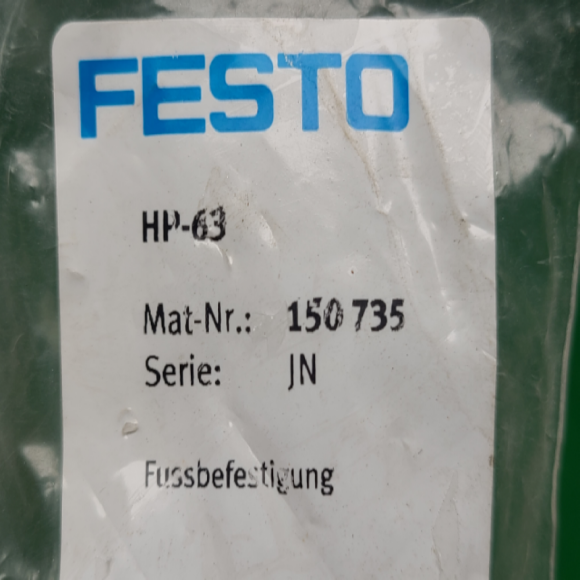 FESTO
HP-63
Mat-Nr.: 150 735
Serie: JN
Fussbefestigung